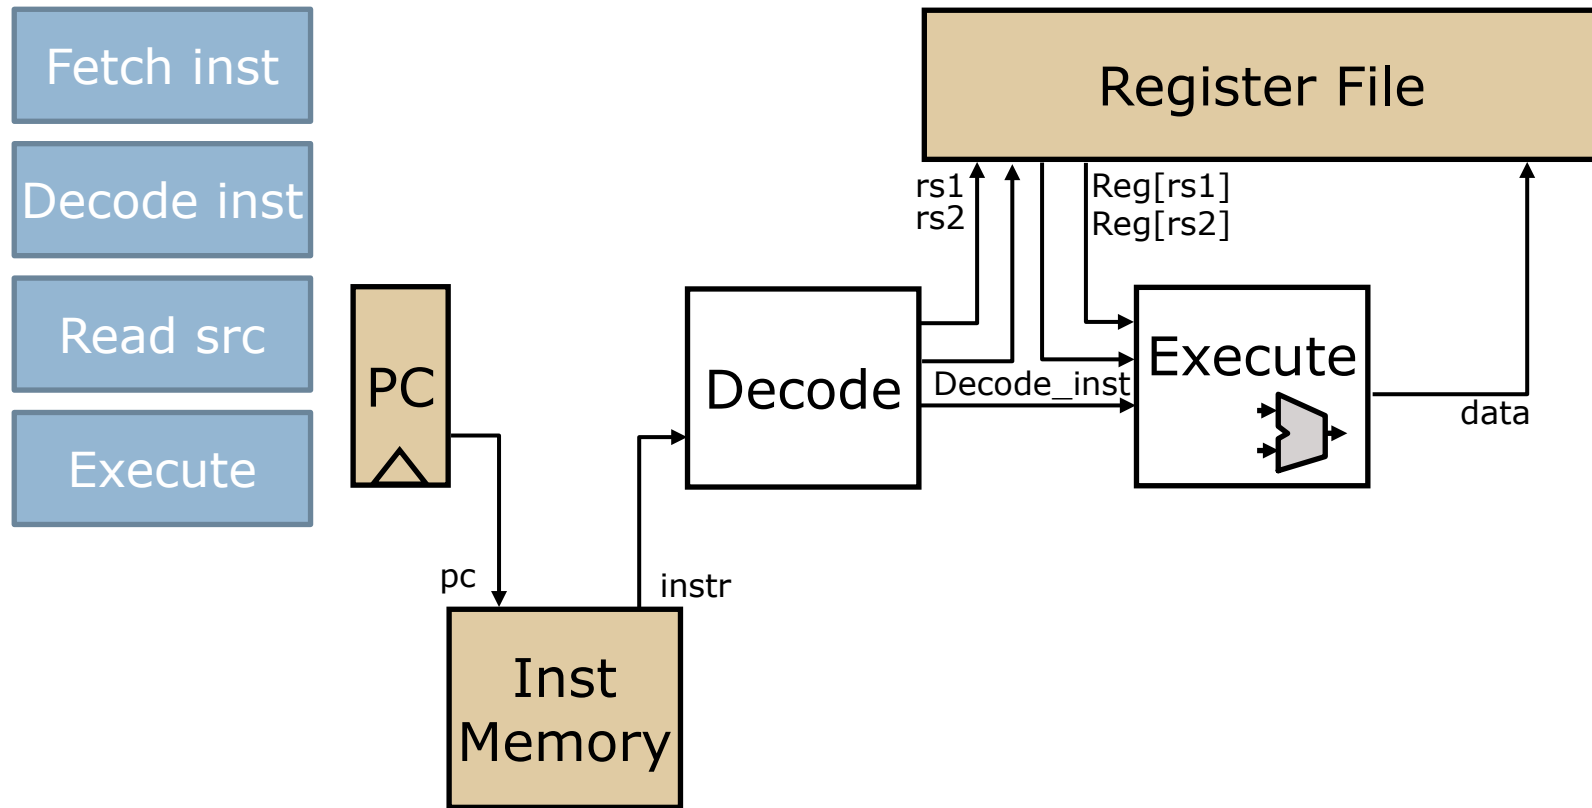 Fetch inst
Decode inst
Read src
Execute
Register File
rs1
rs2
Reg[rs1]
Reg[rs2]
PC
Decode
Decode_inst
Execute
data
pc
instr
Inst
Memory